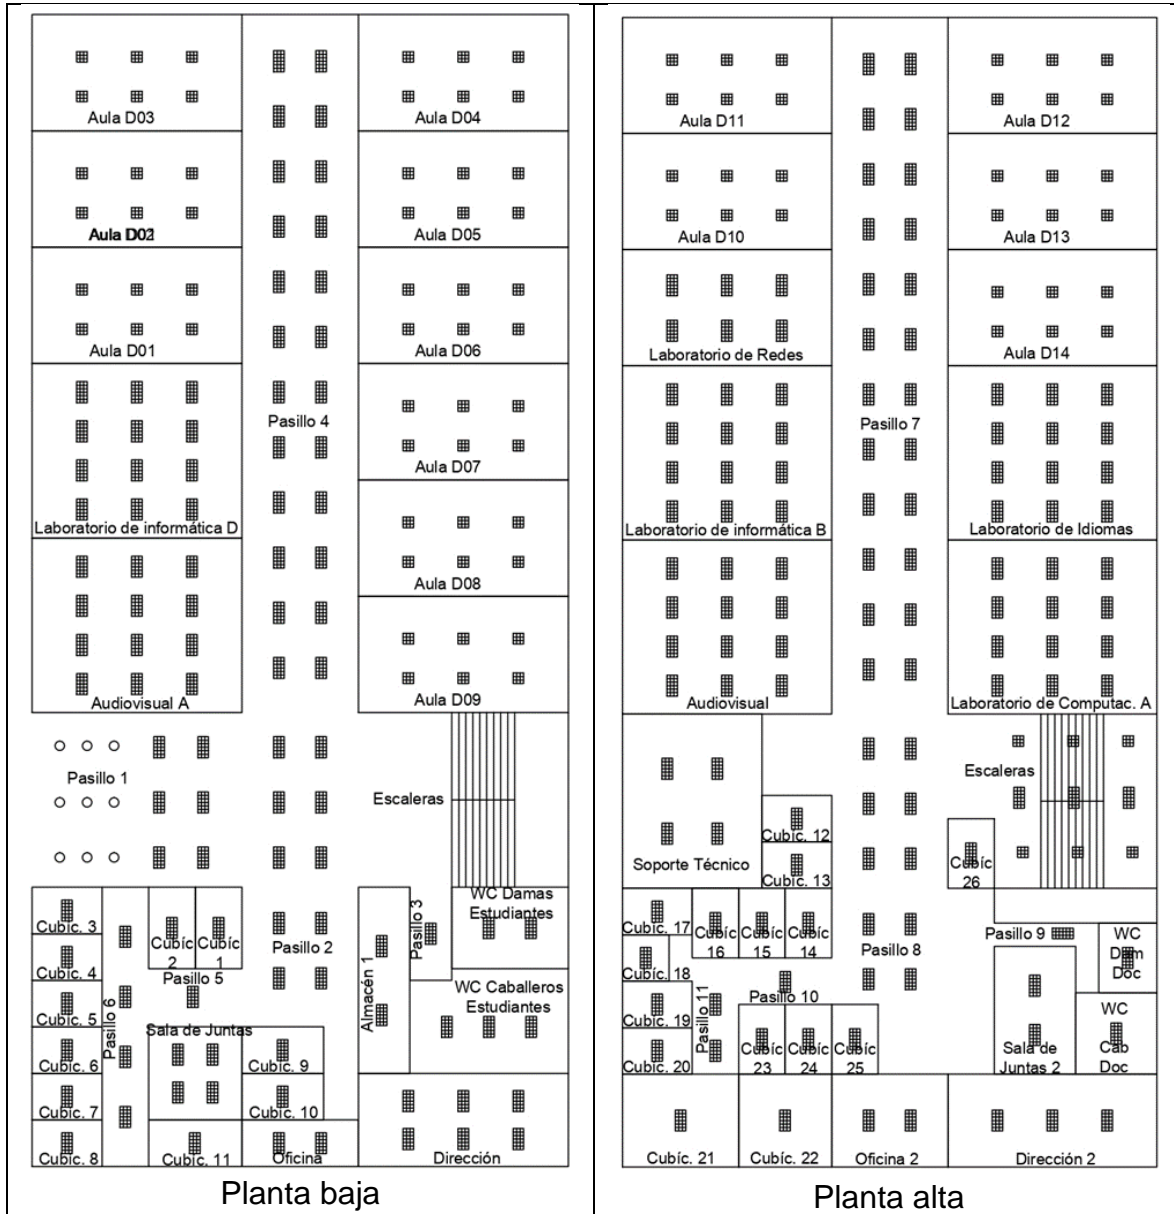 Aula D03
Aula D04
Aula D05
Aula D01
Aula D06
Pasillo 4
Aula D07
Laboratorio de informática D
Aula D08
Audiovisual A
Aula D09
Pasillo 1
Escaleras
WC Damas
Estudiantes
Cubic. 3
Cubíc
2
Cubíc
1
Pasillo 3
Pasillo 2
Cubic. 4
Pasillo 5
Almacén 1
WC Caballeros
Estudiantes
Cubic. 5
Pasillo 6
Sala de Juntas
Cubic. 6
Cubic. 9
Cubic. 7
Cubic. 10
Cubic. 8
Cubic. 11
Oficina
Dirección
Planta baja
Aula D11
Aula D12
Aula D10
Aula D13
Laboratorio de Redes
Aula D14
Pasillo 7
Laboratorio de informática B
Laboratorio de Idiomas
Audiovisual
Laboratorio de Computac. A
Escaleras
Cubic. 12
Soporte Técnico
Cubic. 13
Cubíc
26
Cubic. 17
Cubíc
16
Cubíc
15
Cubíc
14
Pasillo 8
Pasillo 9
WC
Dam
Doc
Cubic. 18
Pasillo 10
Cubic. 19
Pasillo 11
WC
Cab
Doc
Cubic. 20
Cubíc
23
Cubíc
24
Cubíc
25
Sala de
Juntas 2
Cubíc. 21
Cubíc. 22
Oficina 2
Dirección 2
Planta alta